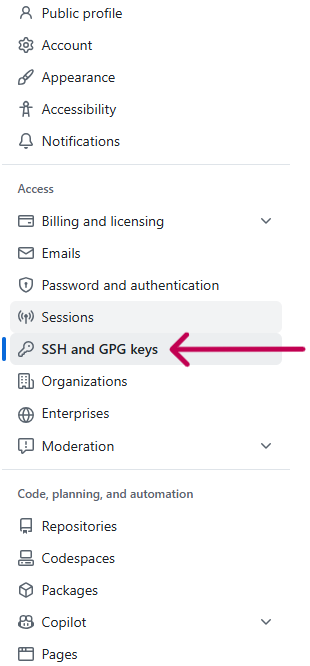 Public profile
Account
Appearance
Accessibility
Notifications
Access
Billing and licensing
Emails
Password and authentication
Sessions
SSH and GPG keys
Organizations
Enterprises
Moderation
Code, planning, and automation
Repositories
Codespaces
Packages
Copilot
Pages